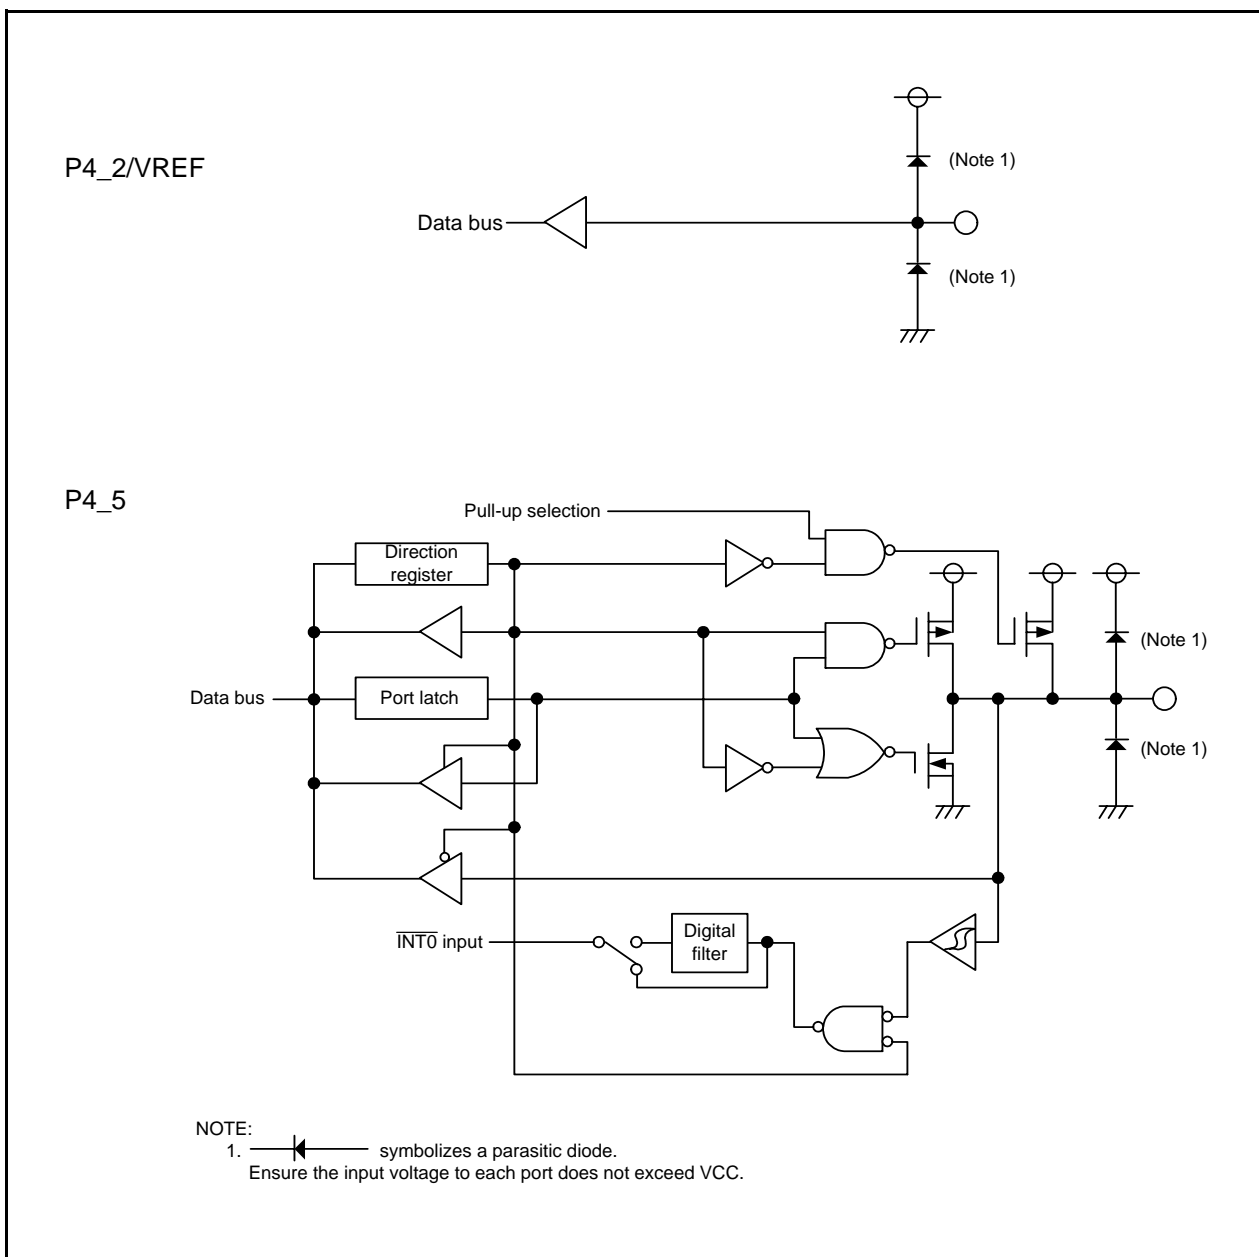 P4_2/VREF
(Note 1)
Data bus
(Note 1)
P4_5
Pull-up selection
Direction
register
(Note 1)
Data bus
Port latch
(Note 1)
INT0 input
Digital
filter
NOTE:
1. symbolizes a parasitic diode.
Ensure the input voltage to each port does not exceed VCC.